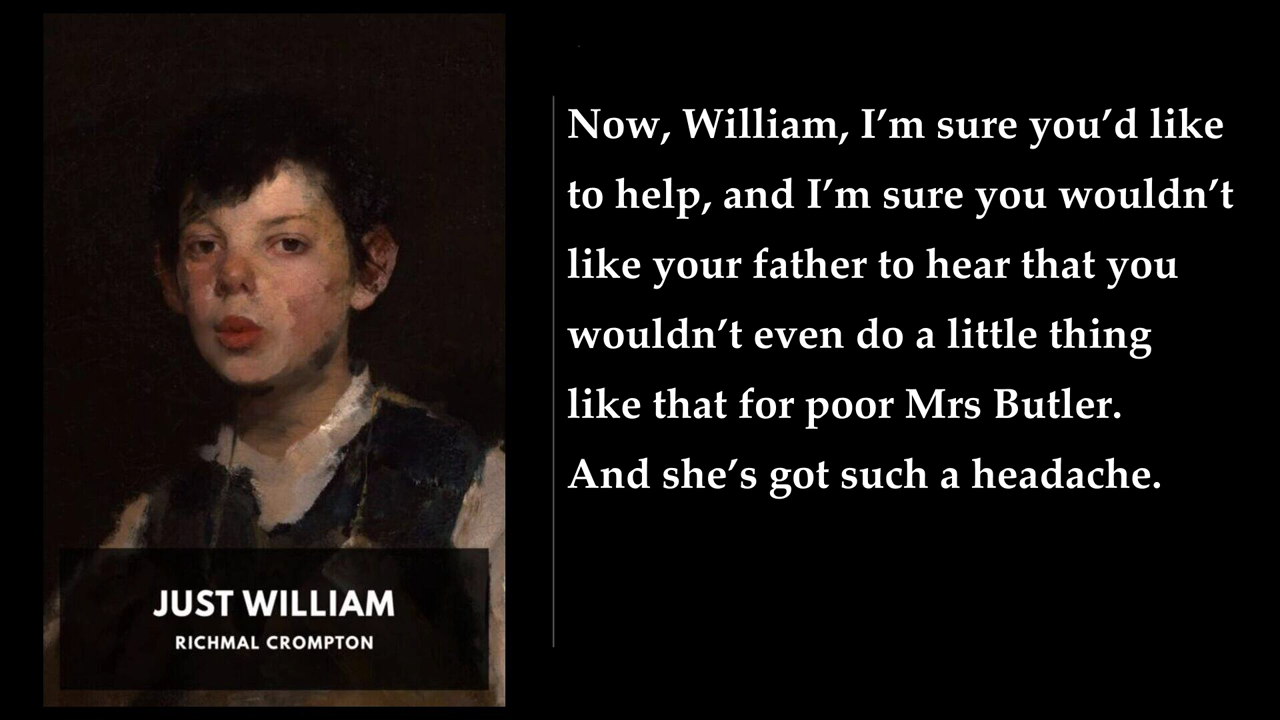 Now, William, I’m sure you’d like
to help, and I’m sure you wouldn’t
like your father to hear that you
wouldn’t even do a little thing
like that for poor Mrs Butler.
And she’s got such a headache.
JUST WILLIAM
RICHMAL CROMPTON